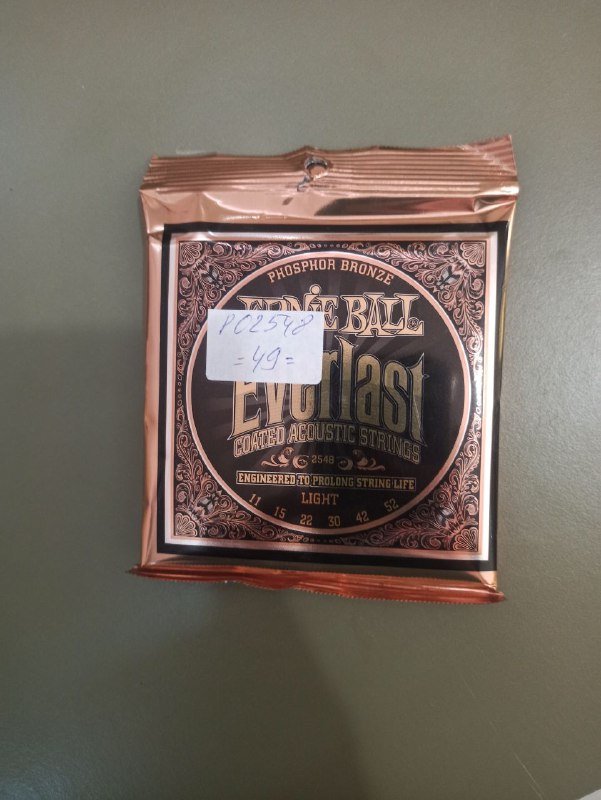 PHOSPHOR BRONZE
ERNIE BALL
P02548
=49=
Everlast
COATED ACOUSTIC STRINGS
2548
ENGINEERED TO PROLONG STRING LIFE
LIGHT
11 15 22 30 42 52